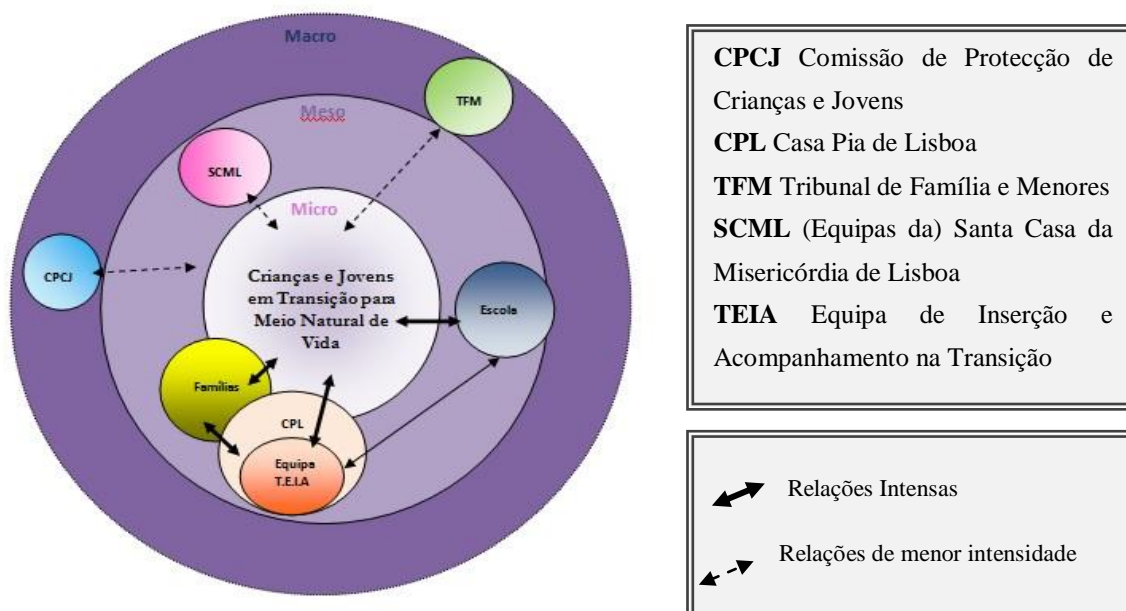 Macro
TFM
Meso
SCML
Micro
CPCJ
Crianças e Jovens
em Transição para
Meio Natural de
Vida
Escola
Famílias
CPL
Equipa
T.E.I.A
CPCJ Comissão de Protecção de
Crianças e Jovens
CPL Casa Pia de Lisboa
TFM Tribunal de Família e Menores
SCML (Equipas da) Santa Casa da
Misericórdia de Lisboa
TEIA Equipa de Inserção e
Acompanhamento na Transição
Relações Intensas
Relações de menor intensidade